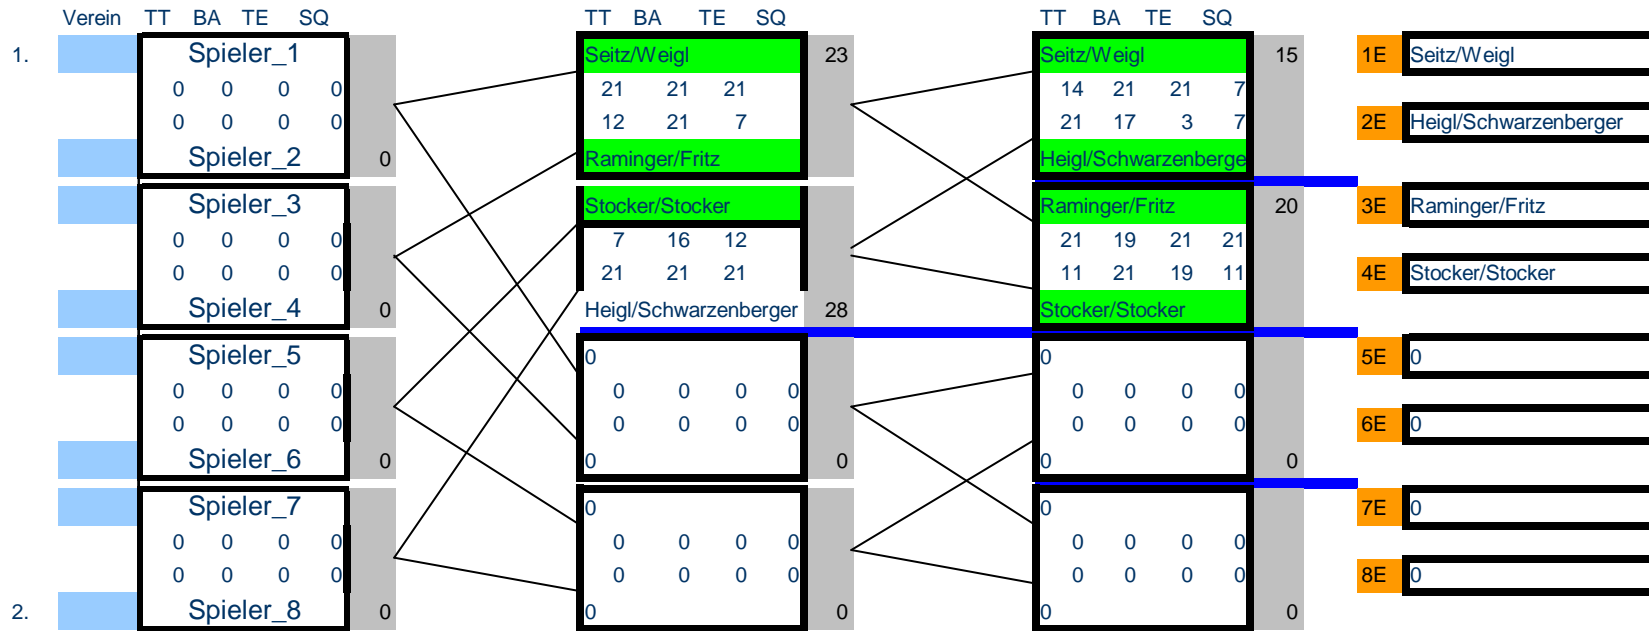 Verein TT BA TE SQ TT BA TE SQ TT BA TE SQ
1. Spieler_1 Seitz/Weigl 23 Seitz/Weigl 15 1E Seitz/Weigl
0 0 0 0 21 21 21 14 21 21 7
0 0 0 0 12 21 7 21 17 3 7 2E Heigl/Schwarzenberger
Spieler_2 0 Raminger/Fritz Heigl/Schwarzenberge
Spieler_3 Stocker/Stocker Raminger/Fritz 20 3E Raminger/Fritz
0 0 0 0 7 16 12 21 19 21 21
0 0 0 0 21 21 21 11 21 19 11 4E Stocker/Stocker
Spieler_4 0 Heigl/Schwarzenberger 28 Stocker/Stocker
Spieler_5 0 0 5E 0
0 0 0 0 0 0 0 0 0 0 0 0
0 0 0 0 0 0 0 0 0 0 0 0 6E 0
Spieler_6 0 0 0 0 0
Spieler_7 0 0 7E 0
0 0 0 0 0 0 0 0 0 0 0 0
0 0 0 0 0 0 0 0 0 0 0 0 8E 0
2. Spieler_8 0 0 0 0 0